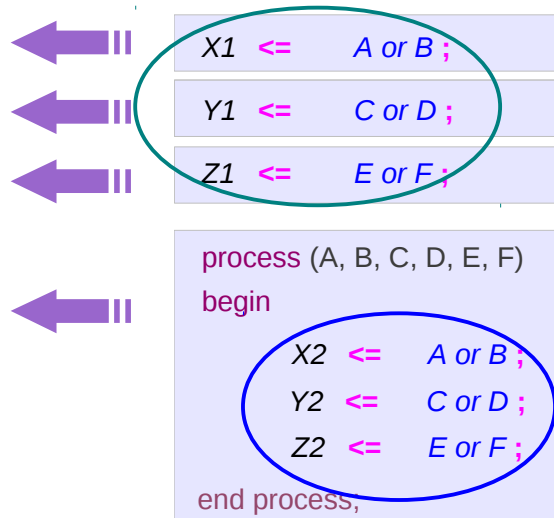 X1 <= A or B ;
Y1 <= C or D ;
Z1 <= E or F ;
process (A, B, C, D, E, F)
begin
X2 <= A or B ;
Y2 <= C or D ;
Z2 <= E or F ;
end process;